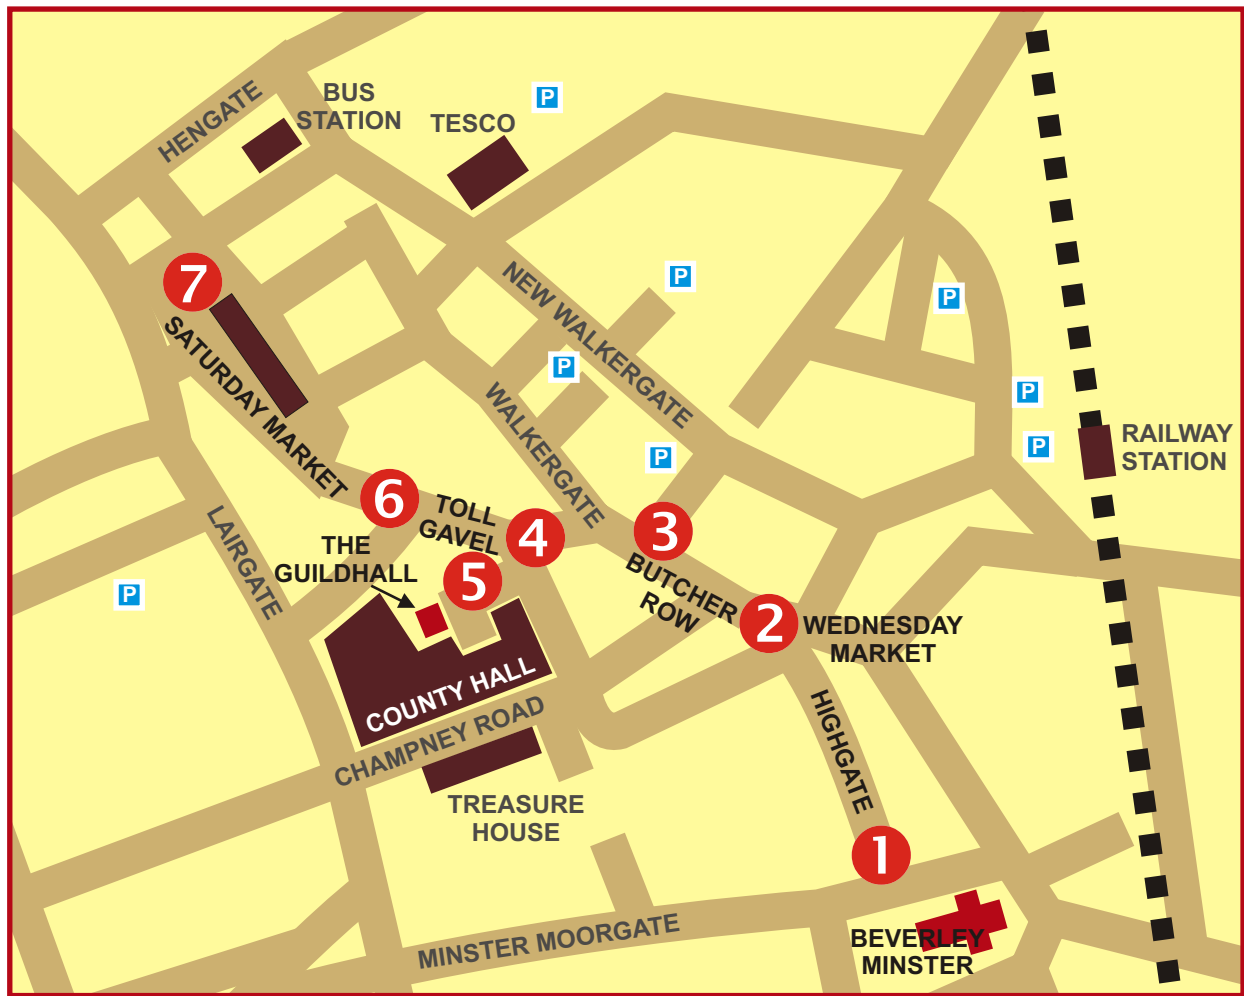 BUS
STATION
HENGATE
TESCO
P
P
NEW WALKERGATE
P
7
SATURDAY MARKET
P
WALKERGATE
P
P
P
RAILWAY
STATION
P
6
TOLL
GAVEL
4
3
LAIRGATE
THE
GUILDHALL
5
BUTCHER
ROW
P
2
WEDNESDAY
MARKET
COUNTY HALL
CHAMPNEY ROAD
HIGHGATE
TREASURE
HOUSE
1
MINSTER MOORGATE
BEVERLEY
MINSTER